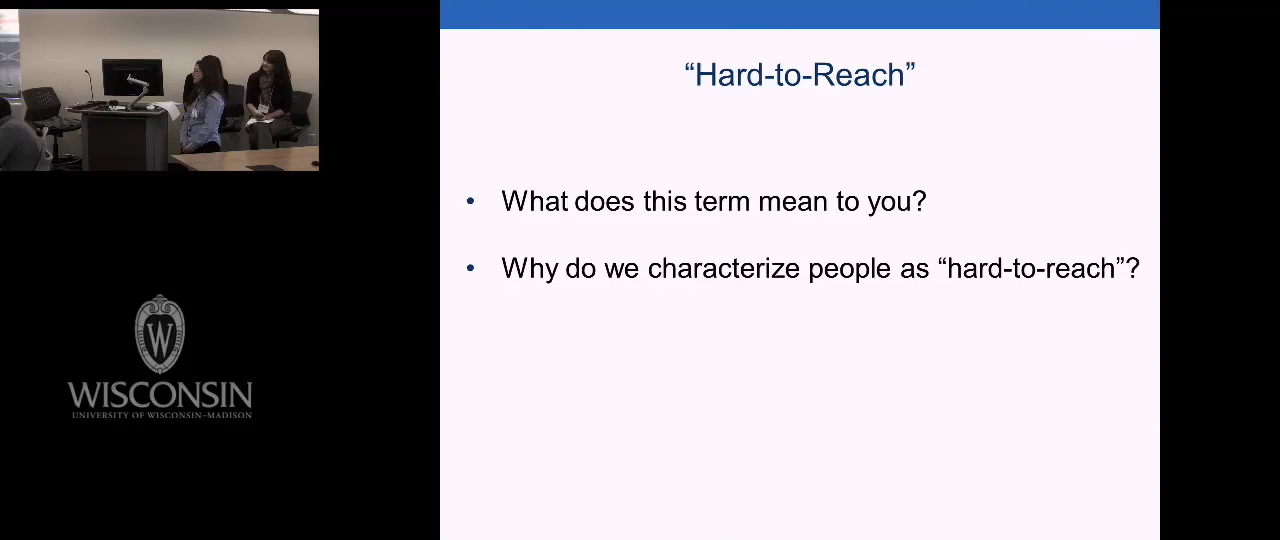 “Hard-to-Reach”
• What does this term mean to you?
• Why do we characterize people as “hard-to-reach”?
W
WISCONSIN
UNIVERSITY OF WISCONSIN–MADISON